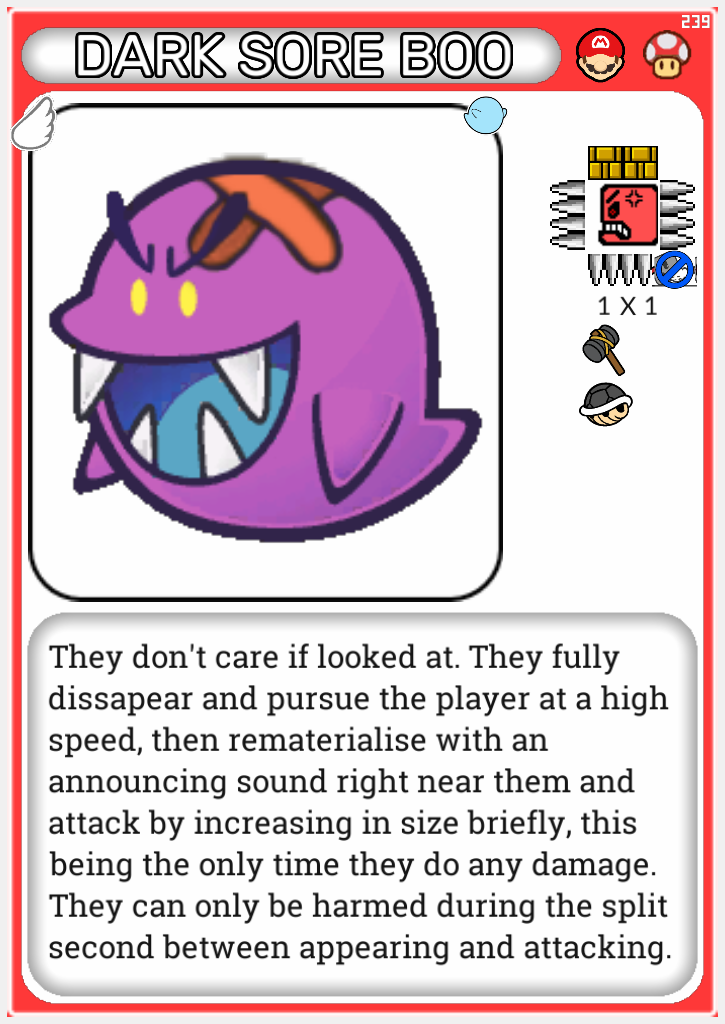 239
DARK SORE BOO
1 X 1
They don't care if looked at. They fully
dissapear and pursue the player at a high
speed, then rematerialise with an
announcing sound right near them and
attack by increasing in size briefly, this
being the only time they do any damage.
They can only be harmed during the split
second between appearing and attacking.